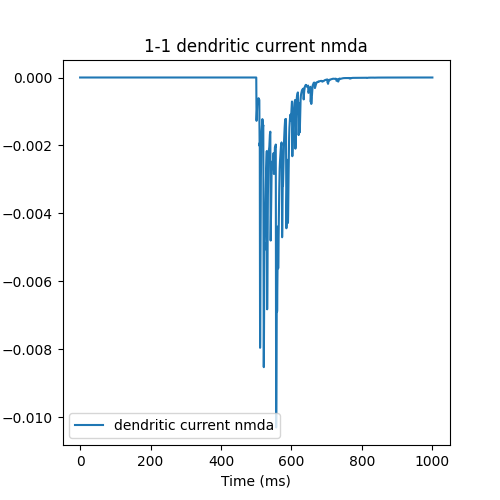 1-1 dendritic current nmda
0.000
−0.002
−0.004
−0.006
−0.008
−0.010
dendritic current nmda
0 200 400 600 800 1000
Time (ms)